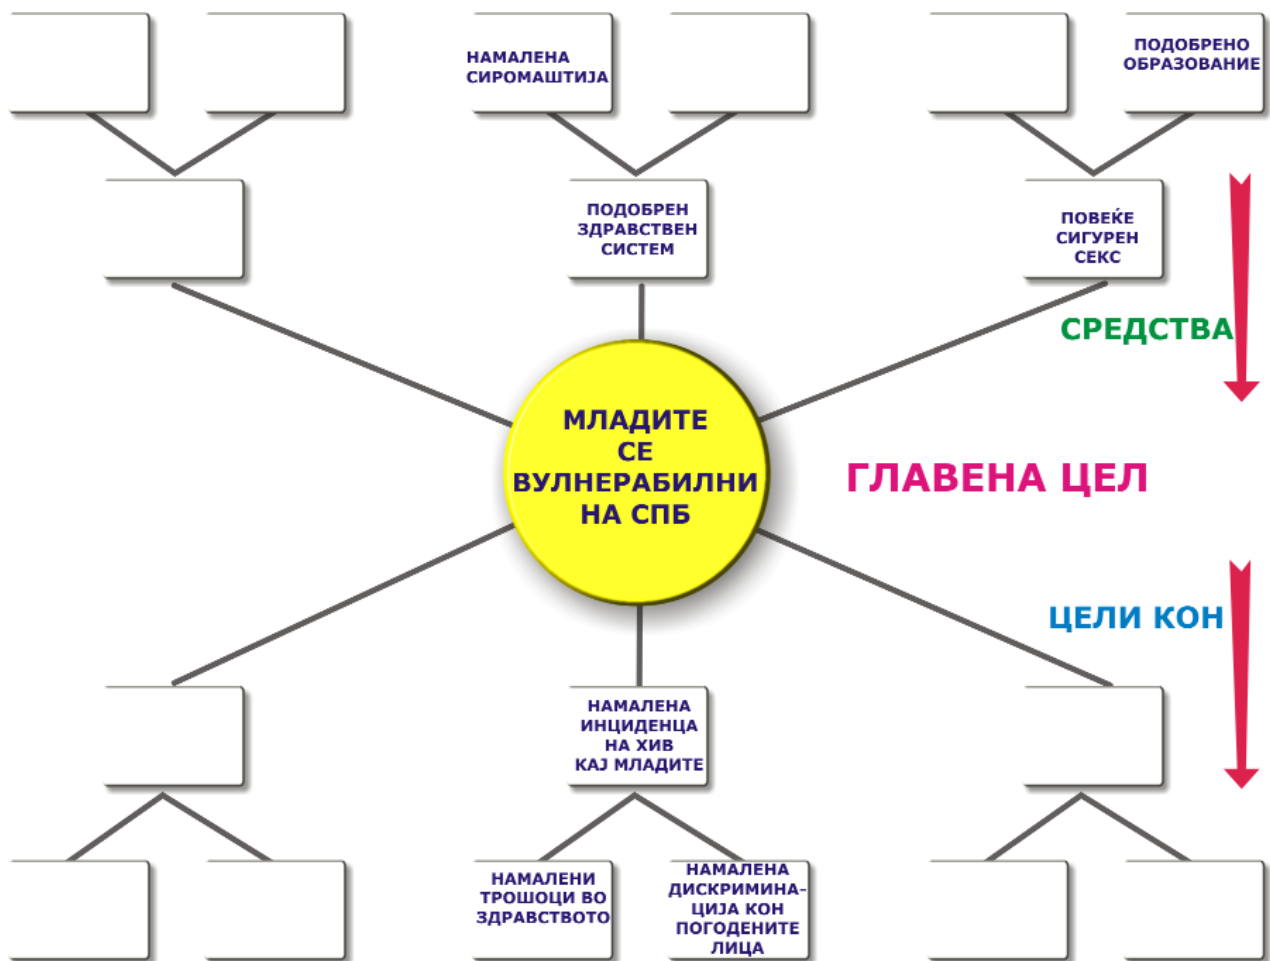 НАМАЛЕНА
СИРОМАШТИЈА
ПОДОБРЕНО
ОБРАЗОВАНИЕ
ПОДОБРЕН
ЗДРАВСТВЕН
СИСТЕМ
ПОВЕЌЕ
СИГУРЕН
СЕКС
СРЕДСТВА
МЛАДИТЕ
СЕ
ВУЛНЕРАБИЛНИ
НА СПБ
ГЛАВЕНА ЦЕЛ
ЦЕЛИ КОН
НАМАЛЕНА
ИНЦИДЕНЦА
НА ХИВ
КАЈ МЛАДИТЕ
НАМАЛЕНИ
ТРОШОЦИ ВО
ЗДРАВСТВОТО
НАМАЛЕНА
ДИСКРИМИНА-
ЦИЈА КОН
ПОГОДЕНИТЕ
ЛИЦА